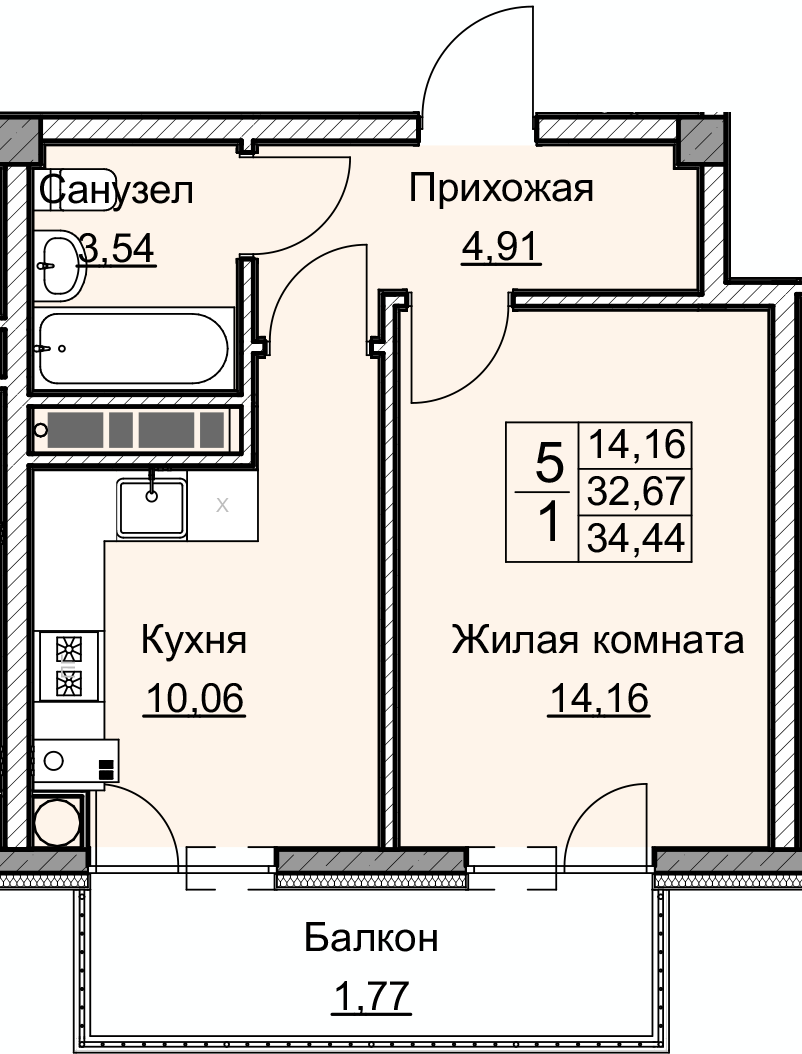 Санузел
3,54
Прихожая
4,91
5
1
14,16
32,67
34,44
Х
Кухня
10,06
Жилая комната
14,16
Балкон
1,77